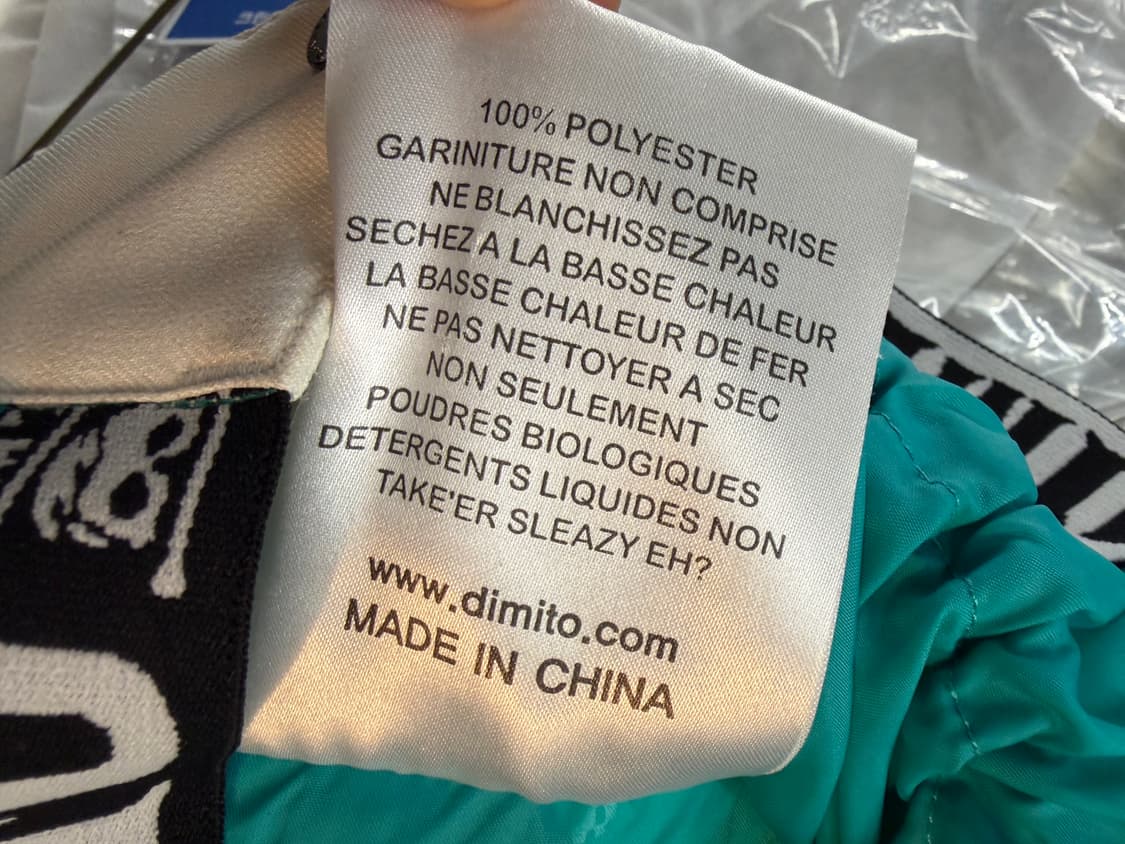 100% POLYESTER
GARINITURE NON COMPRISE
NE BLANCHISSEZ PAS
SECHEZ A LA BASSE CHALEUR
LA BASSE CHALEUR DE FER
NE PAS NETTOYER A SEC
NON SEULEMENT
POUDRES BIOLOGIQUES
DETERGENTS LIQUIDES NON
TAKE'ER SLEAZY EH?
www.dimito.com
MADE IN CHINA